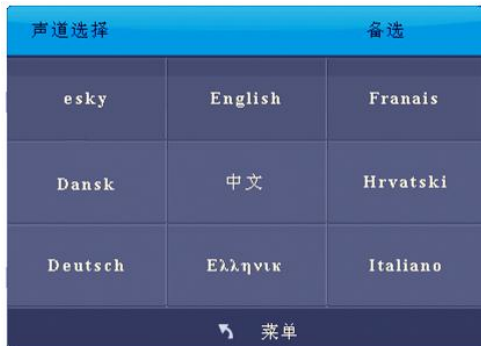 声道选择 备选
esky English Franais
Dansk 中文 Hrvatski
Deutsch Ελληνικ Italiano
菜单